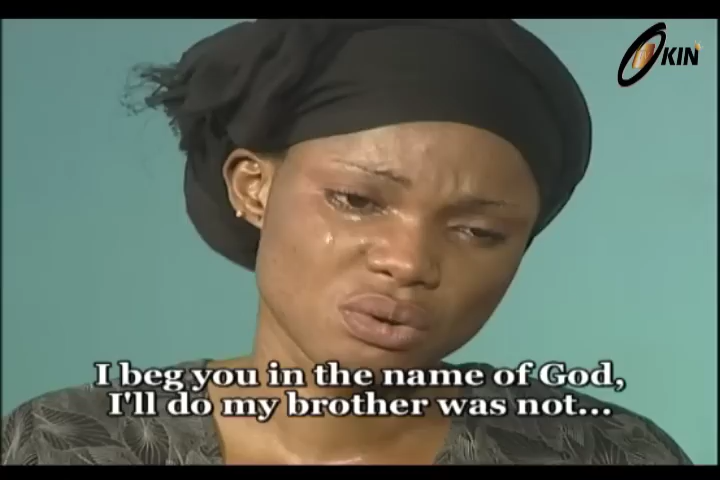 OKIN
I beg you in the name of God,
I'll do my brother was not...